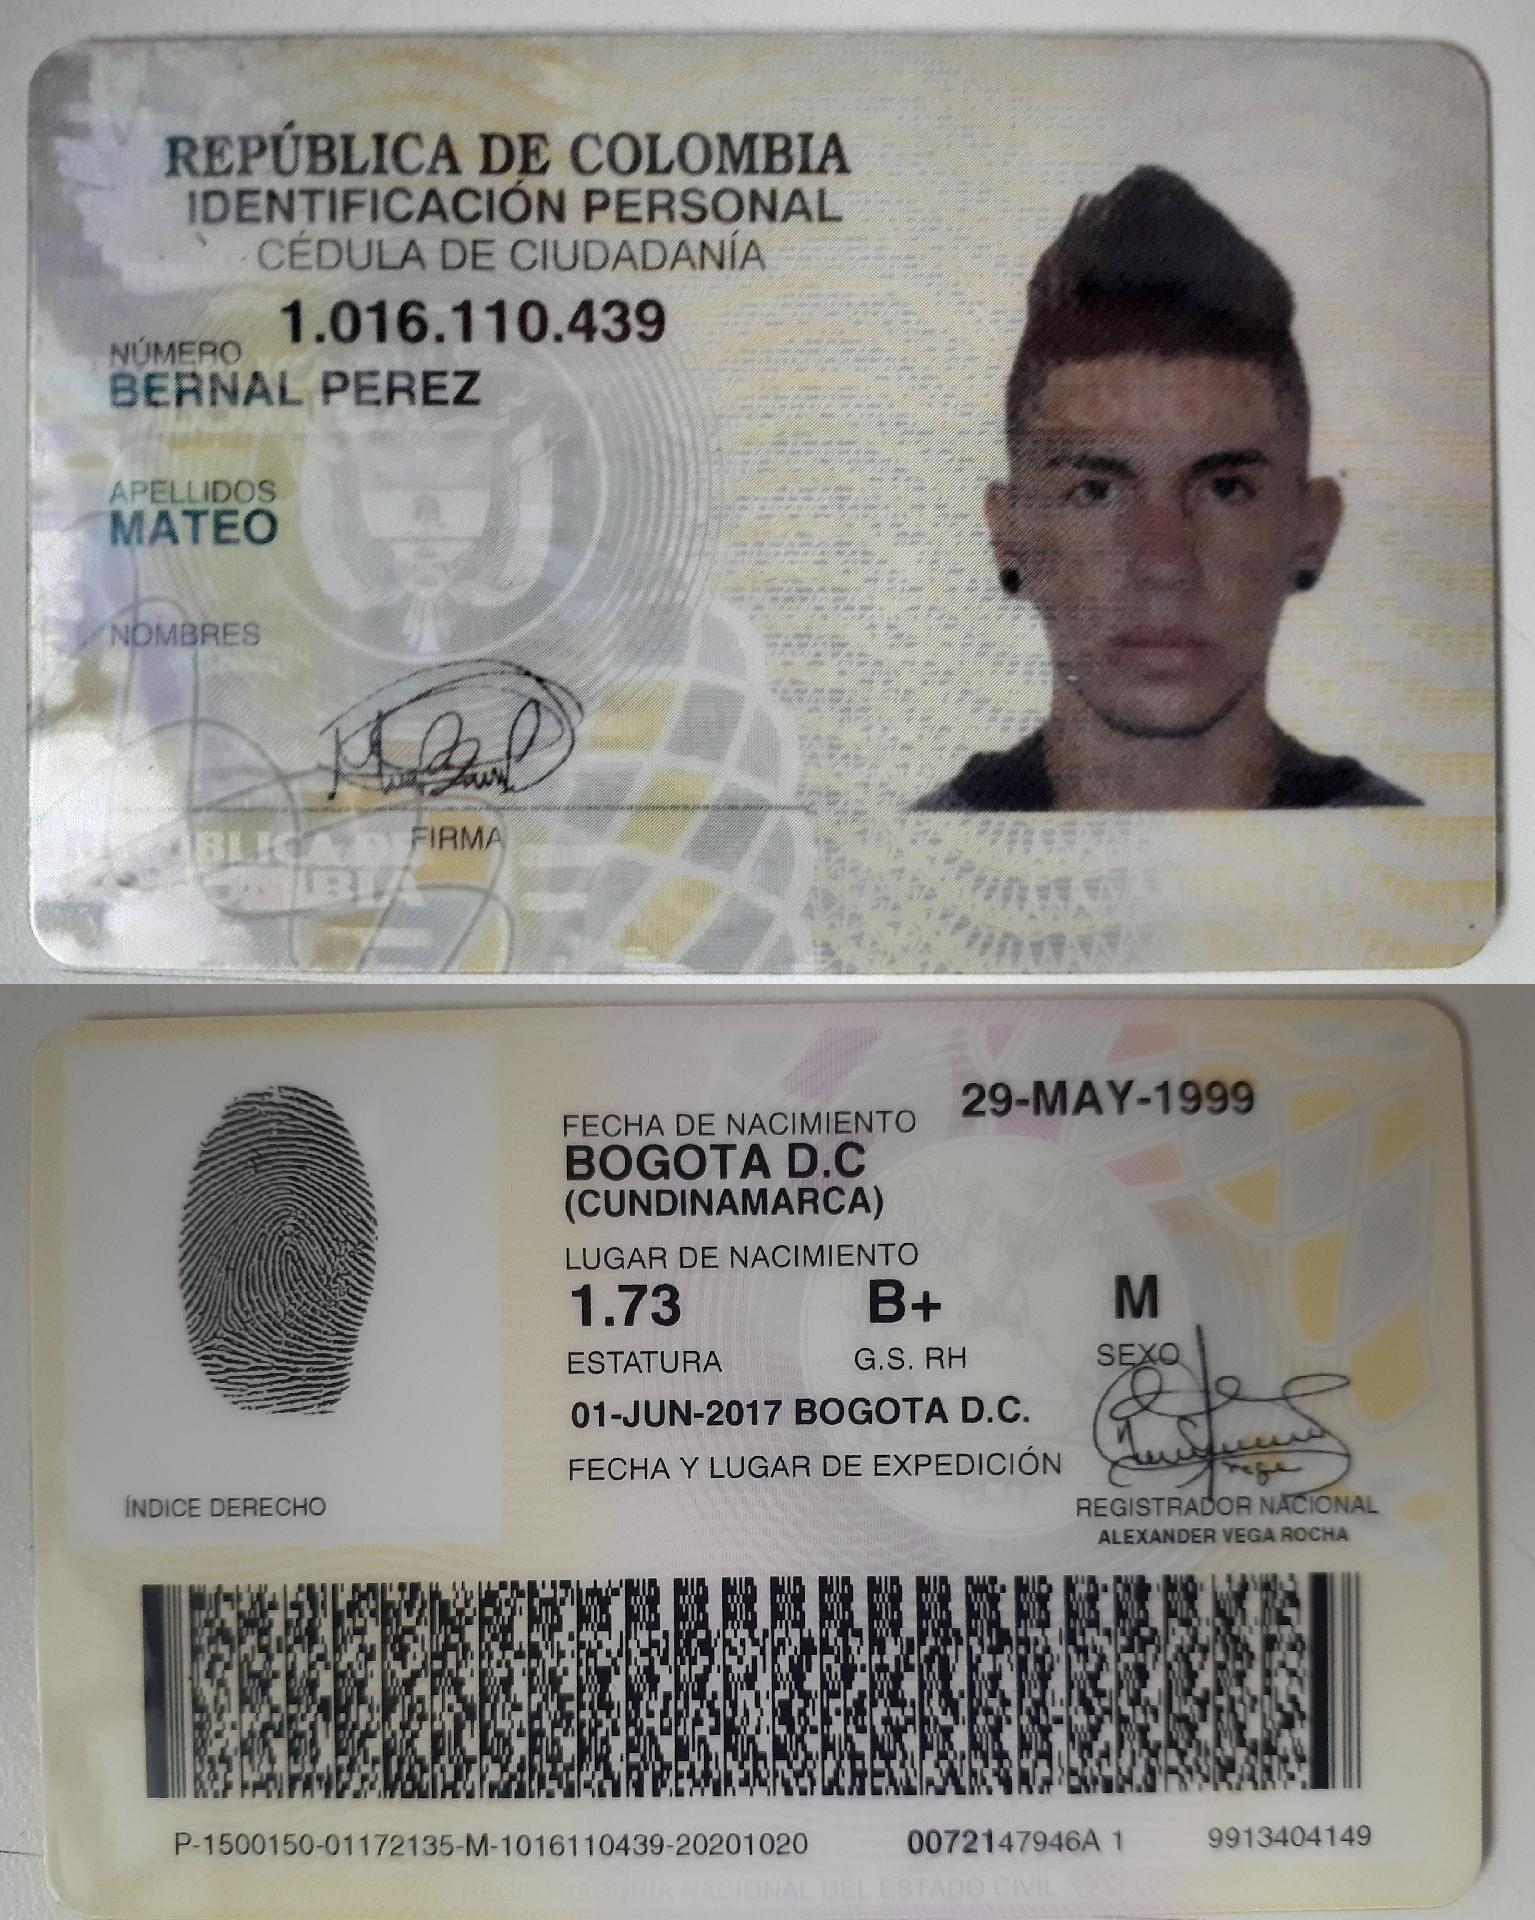 REPÚBLICA DE COLOMBIA
IDENTIFICACIÓN PERSONAL
CÉDULA DE CIUDADANÍA
1.016.110.439
NÚMERO
BERNAL PEREZ
APELLIDOS
MATEO
NOMBRES
FIRMA
29-MAY-1999
FECHA DE NACIMIENTO
BOGOTA D.C
(CUNDINAMARCA)
LUGAR DE NACIMIENTO
1.73 B+ M
ESTATURA G.S. RH SEXO
01-JUN-2017 BOGOTA D.C.
FECHA Y LUGAR DE EXPEDICIÓN
ÍNDICE DERECHO
REGISTRADOR NACIONAL
ALEXANDER VEGA ROCHA
P-1500150-01172135-M-1016110439-20201020 0072147946A 1 9913404149
REGISTRADURIA NACIONAL DEL ESTADO CIVIL